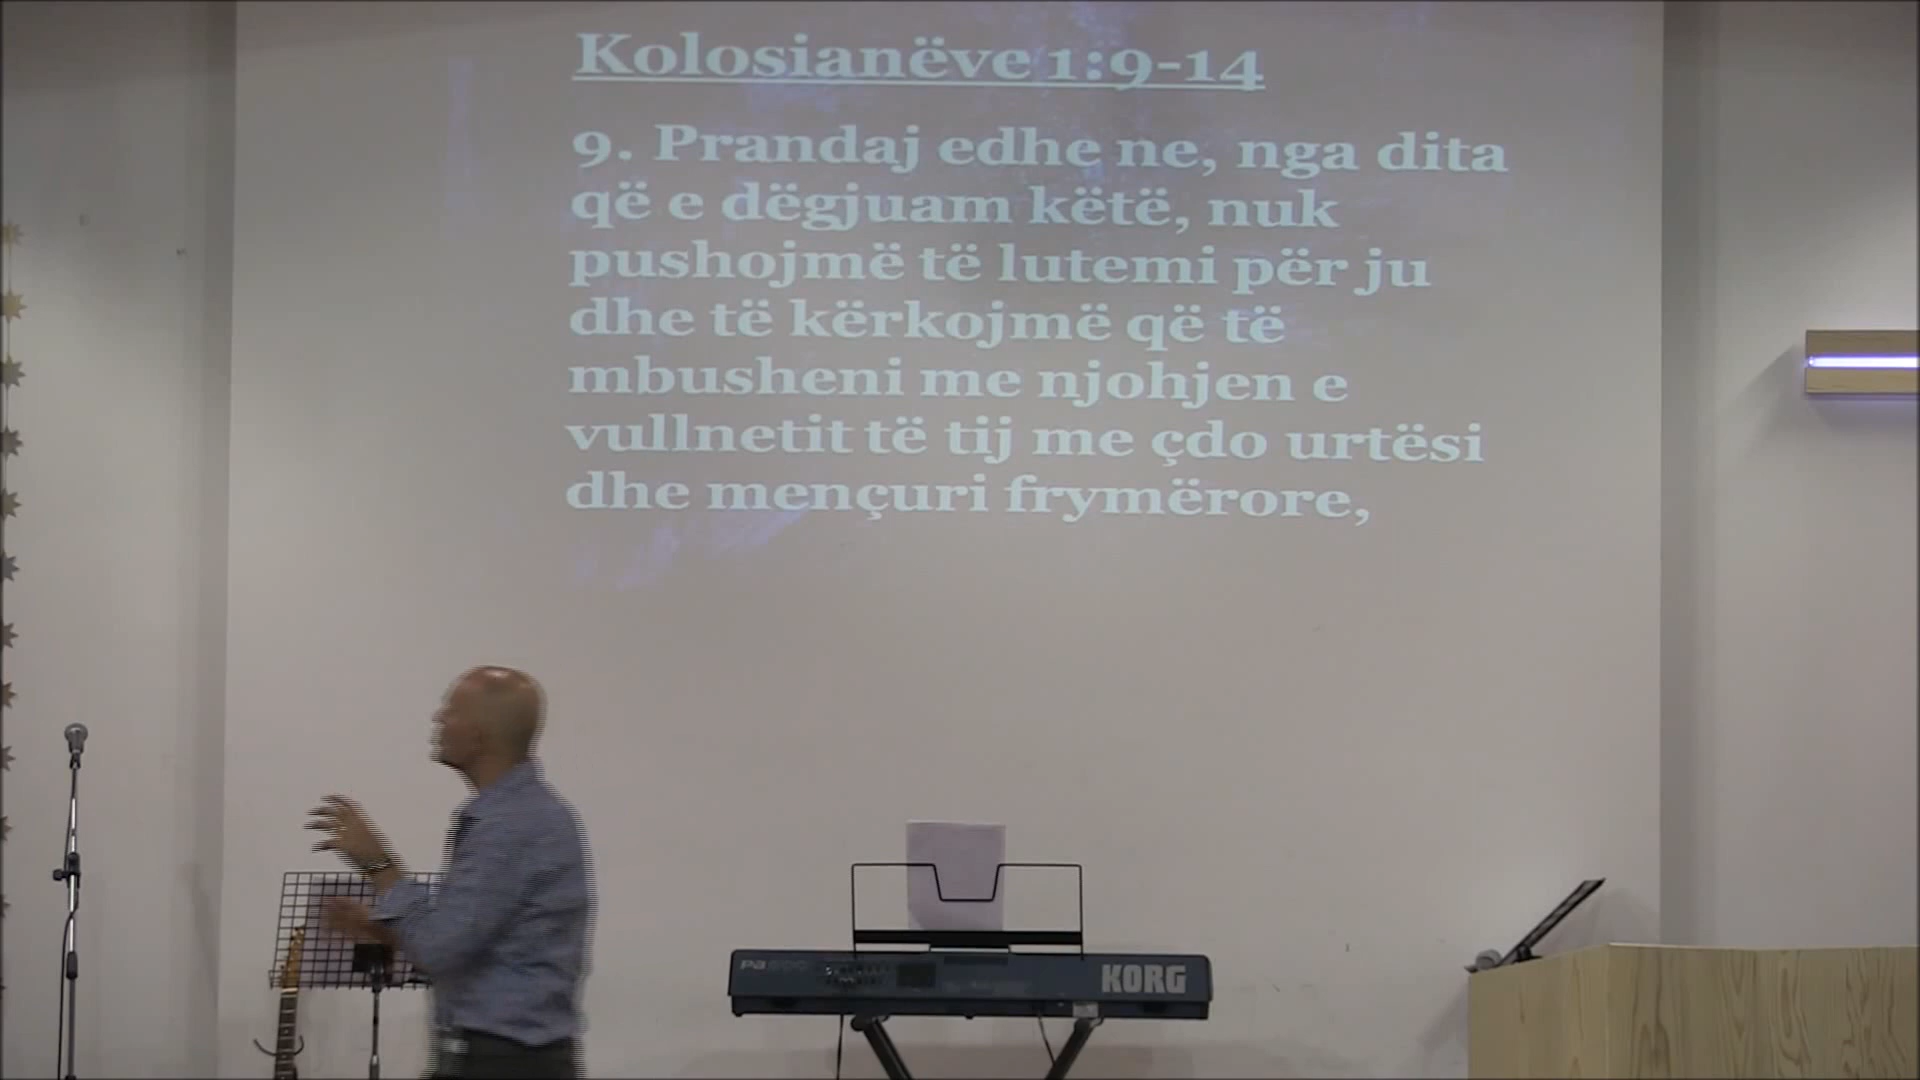 Kolosianëve 1:9-14
9. Prandaj edhe ne, nga dita
që e dëgjuam këtë, nuk
pushojmë të lutemi për ju
dhe të kërkojmë që të
mbusheni me njohjen e
vullnetit të tij me çdo urtësi
dhe mençuri frymërore,
KORG